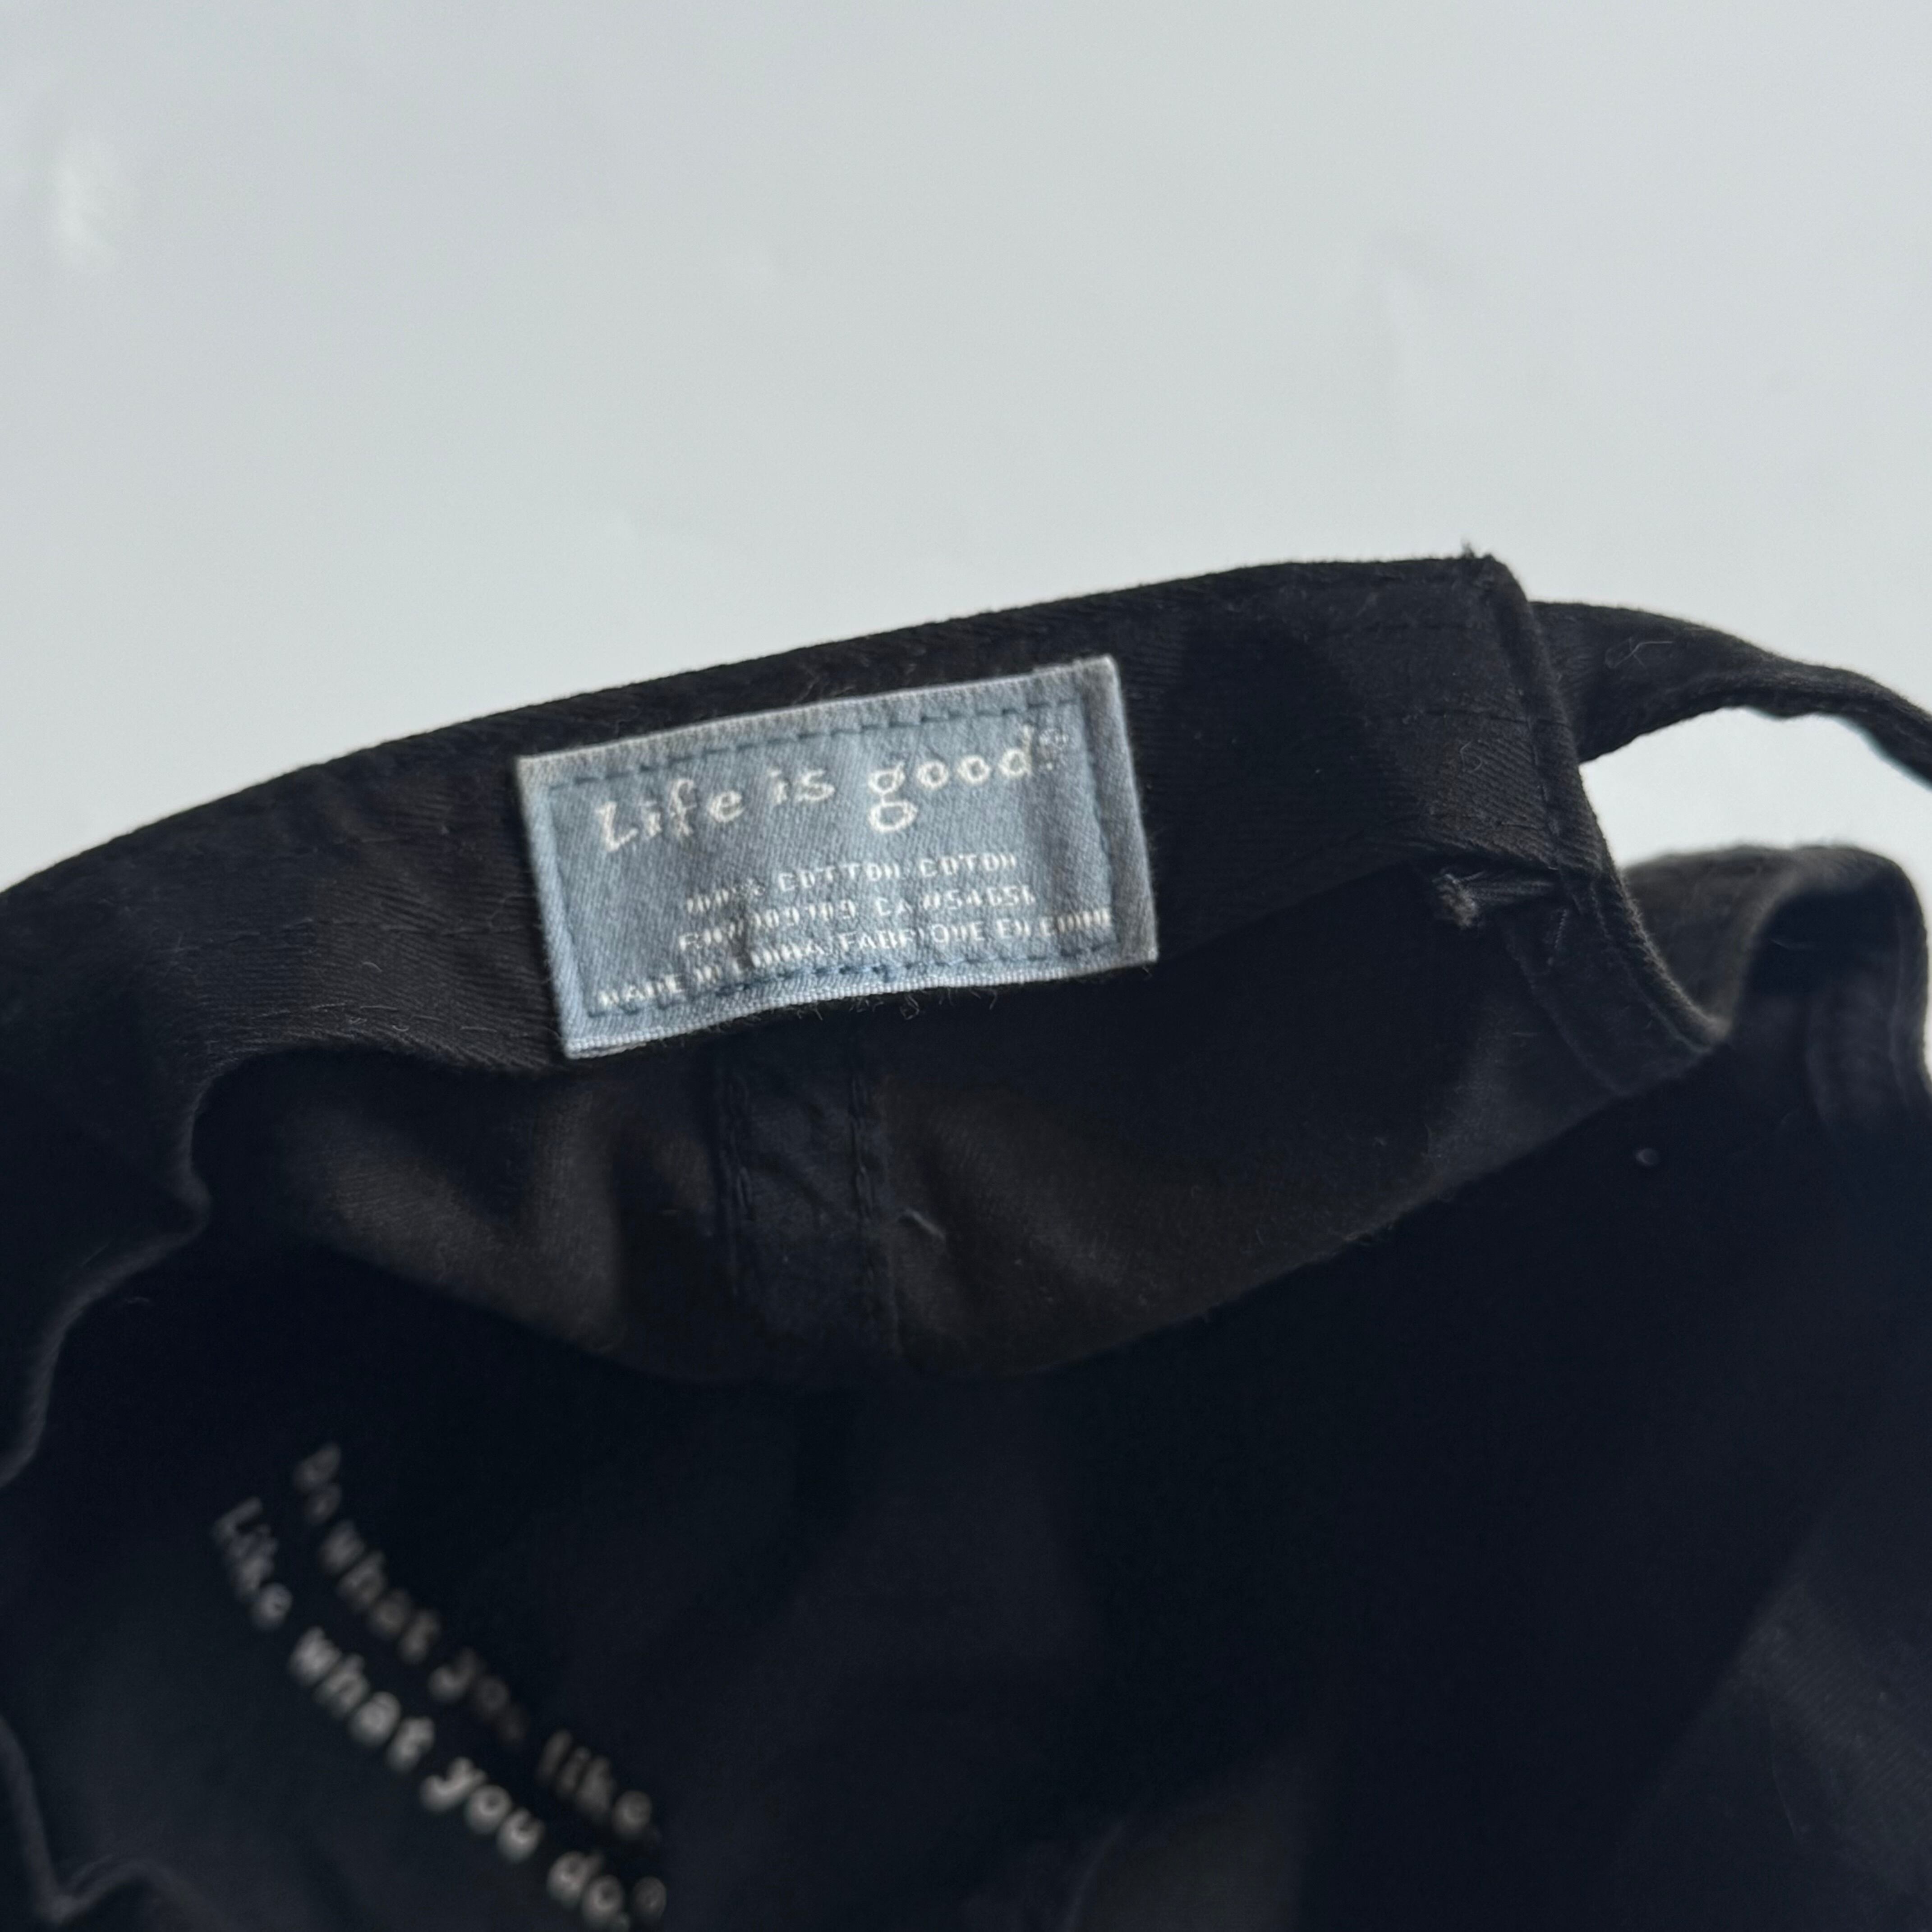 Life is good®
100% COTTON COTON
CA
MADE IN CHINA FABRIQUE EN CHINE
Do what you like.
Like what you do.®